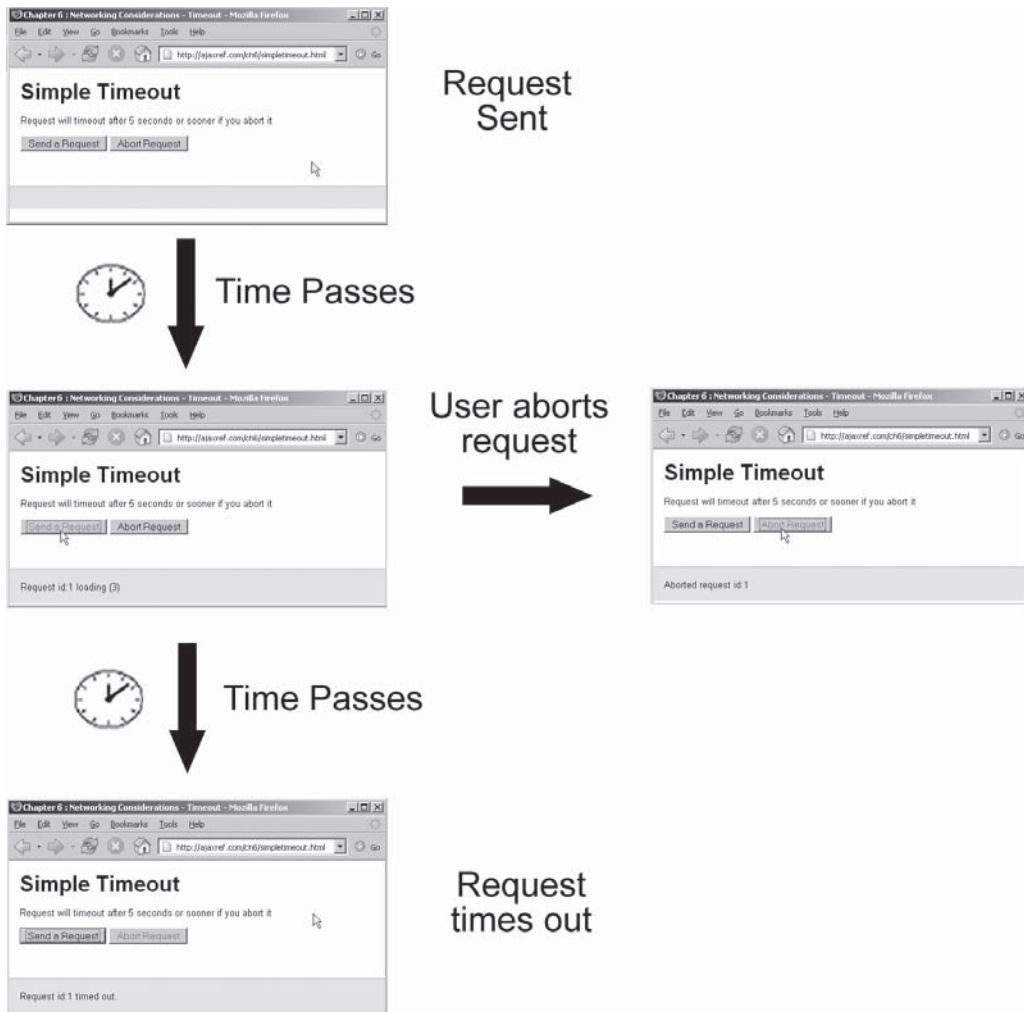 Chapter 6 : Networking Considerations - Timeout - Mozilla Firefox
File Edit View Go Bookmarks Tools Help
http://ajaxref.com/ch6/simpletimeout.html Go
Simple Timeout
Request will timeout after 5 seconds or sooner if you abort it
Send a Request Abort Request
Request
Sent
Time Passes
Chapter 6 : Networking Considerations - Timeout - Mozilla Firefox
File Edit View Go Bookmarks Tools Help
http://ajaxref.com/ch6/simpletimeout.html Go
Simple Timeout
Request will timeout after 5 seconds or sooner if you abort it
Send a Request Abort Request
Request id:1 loading (3)
User aborts
request
Chapter 6 : Networking Considerations - Timeout - Mozilla Firefox
File Edit View Go Bookmarks Tools Help
http://ajaxref.com/ch6/simpletimeout.html Go
Simple Timeout
Request will timeout after 5 seconds or sooner if you abort it
Send a Request Abort Request
Aborted request id:1
Time Passes
Chapter 6 : Networking Considerations - Timeout - Mozilla Firefox
File Edit View Go Bookmarks Tools Help
http://ajaxref.com/ch6/simpletimeout.html Go
Simple Timeout
Request will timeout after 5 seconds or sooner if you abort it
Send a Request Abort Request
Request id:1 timed out.
Request
times out